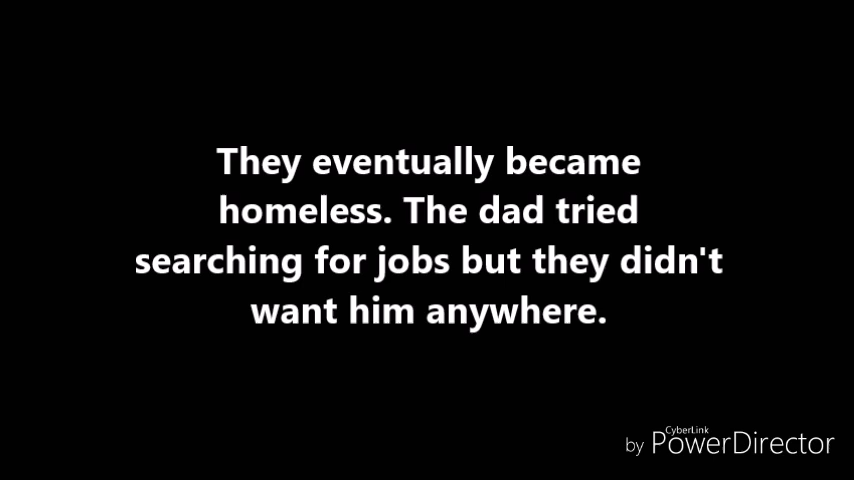 They eventually became
homeless. The dad tried
searching for jobs but they didn't
want him anywhere.
CyberLink
by PowerDirector